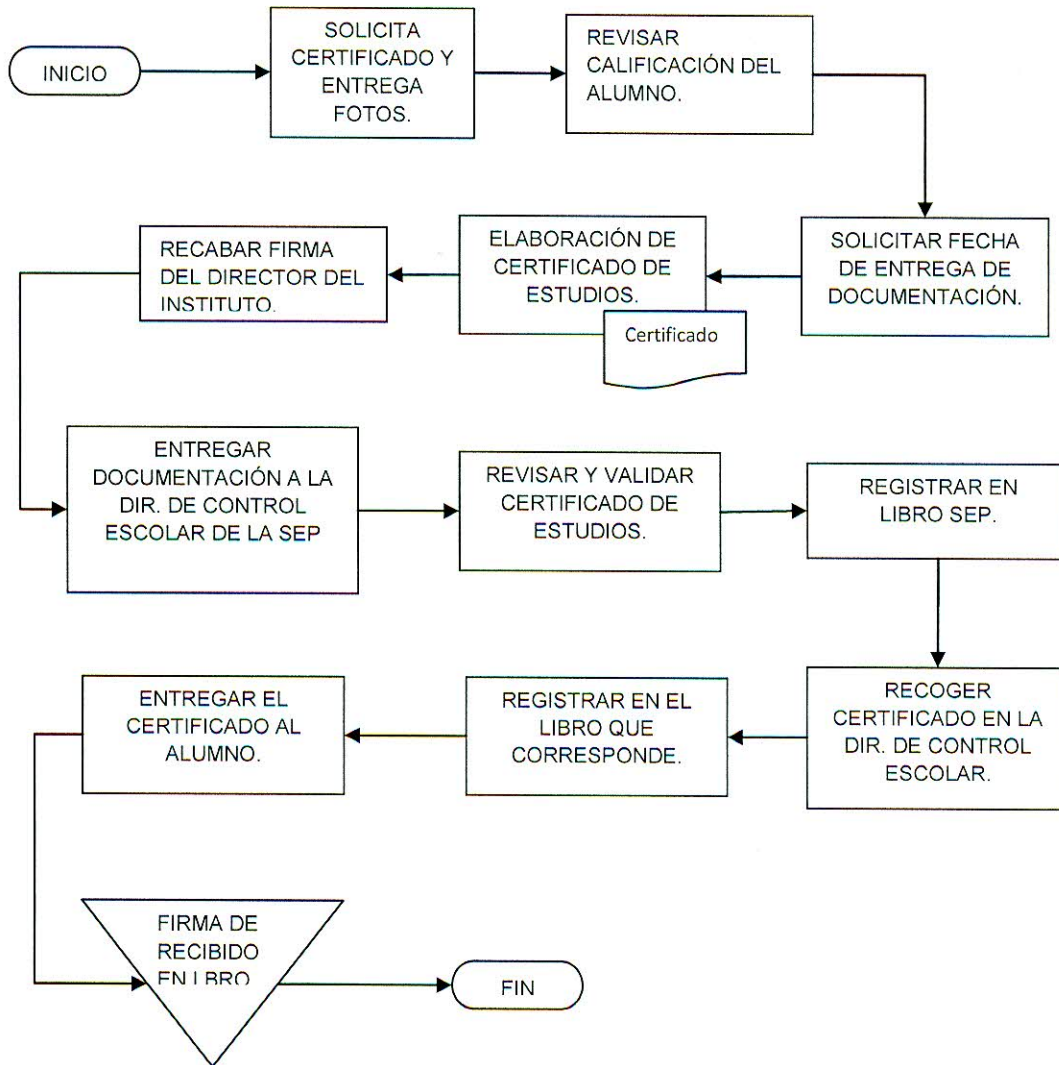 INICIO
SOLICITA
CERTIFICADO Y
ENTREGA
FOTOS.
REVISAR
CALIFICACIÓN DEL
ALUMNO.
SOLICITAR FECHA
DE ENTREGA DE
DOCUMENTACIÓN.
ELABORACIÓN DE
CERTIFICADO DE
ESTUDIOS.
Certificado
RECABAR FIRMA
DEL DIRECTOR DEL
INSTITUTO.
ENTREGAR
DOCUMENTACIÓN A LA
DIR. DE CONTROL
ESCOLAR DE LA SEP
REVISAR Y VALIDAR
CERTIFICADO DE
ESTUDIOS.
REGISTRAR EN
LIBRO SEP.
RECOGER
CERTIFICADO EN LA
DIR. DE CONTROL
ESCOLAR.
REGISTRAR EN EL
LIBRO QUE
CORRESPONDE.
ENTREGAR EL
CERTIFICADO AL
ALUMNO.
FIRMA DE
RECIBIDO
EN LBRO
FIN